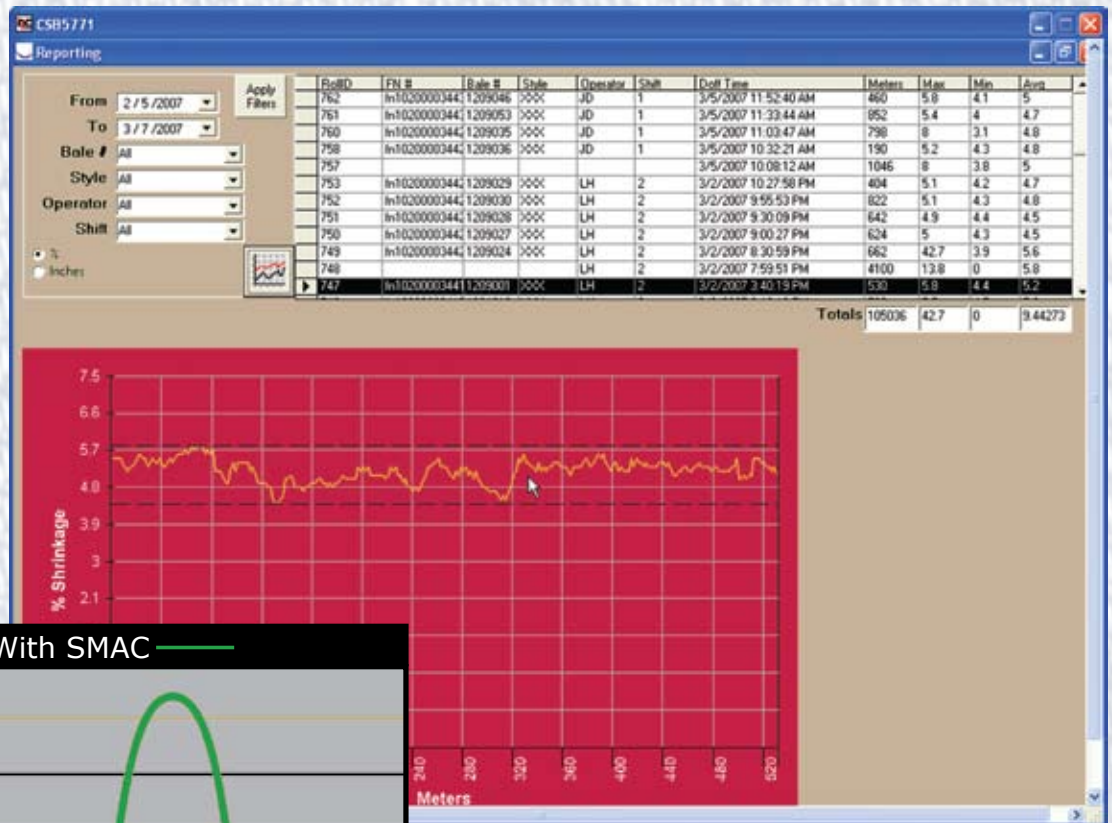 CSB5771
Reporting
From 2/5/2007
To 3/7/2007
Bale # All
Style All
Operator All
Shift All
%
Inches
Apply Filters
RollID FN # Bale # Style Operator Shift Doff Time Meters Max Min Avg
762 1209046 XXX JD 1 3/5/2007 11:52:40 AM 460 5.8 4.1 5
761 1209053 XXX JD 1 3/5/2007 11:33:44 AM 852 5.4 4 4.7
760 1209035 XXX JD 1 3/5/2007 11:03:47 AM 798 8 3.1 4.8
758 1209036 XXX JD 1 3/5/2007 10:32:21 AM 190 5.2 4.3 4.8
757 3/5/2007 10:08:12 AM 1046 8 3.8 5
753 1209029 XXX LH 2 3/2/2007 10:27:58 PM 404 5.1 4.2 4.7
752 1209030 XXX LH 2 3/2/2007 9:55:53 PM 822 5.1 4.3 4.8
751 1209028 XXX LH 2 3/2/2007 9:30:09 PM 642 4.9 4.4 4.5
750 1209027 XXX LH 2 3/2/2007 9:00:27 PM 624 5 4.3 4.5
749 1209024 XXX LH 2 3/2/2007 8:30:59 PM 662 42.7 3.9 5.6
748 LH 2 3/2/2007 7:59:51 PM 4100 13.8 0 5.8
747 1209001 XXX LH 2 3/2/2007 3:40:19 PM 530 5.8 4.4 5.2
Totals 105036 42.7 0 9.44273
7.5
6.6
5.7
4.8
3.9
3
2.1
% Shrinkage
240 280 320 360 400 440 480 520
Meters
With SMAC